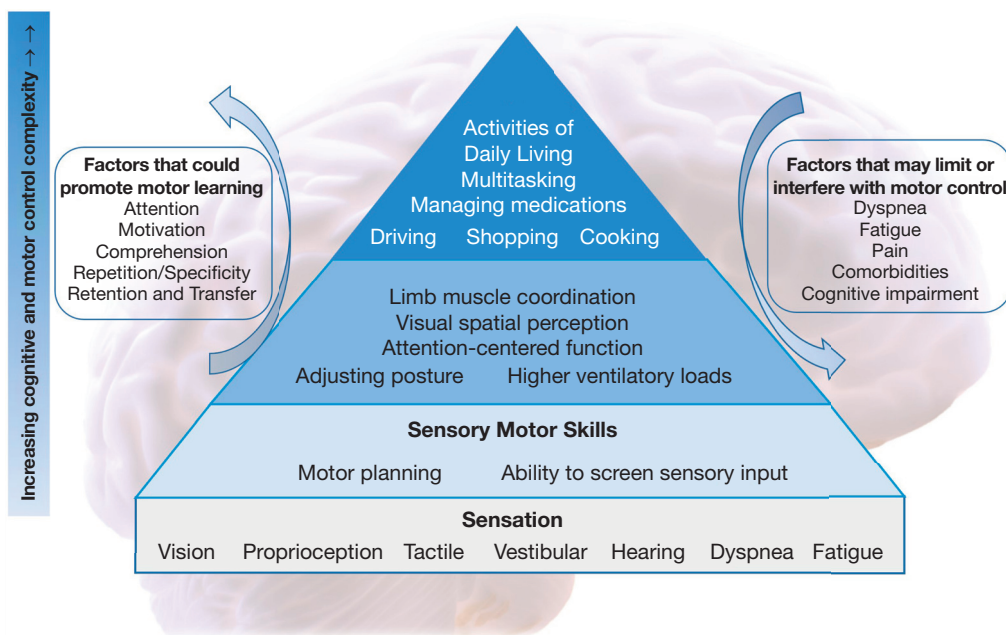 Increasing cognitive and motor control complexity → → →
Factors that could
promote motor learning
Attention
Motivation
Comprehension
Repetition/Specificity
Retention and Transfer
Activities of
Daily Living
Multitasking
Managing medications
Driving Shopping Cooking
Factors that may limit or
interfere with motor control
Dyspnea
Fatigue
Pain
Comorbidities
Cognitive impairment
Limb muscle coordination
Visual spatial perception
Attention-centered function
Adjusting posture Higher ventilatory loads
Sensory Motor Skills
Motor planning Ability to screen sensory input
Sensation
Vision Proprioception Tactile Vestibular Hearing Dyspnea Fatigue